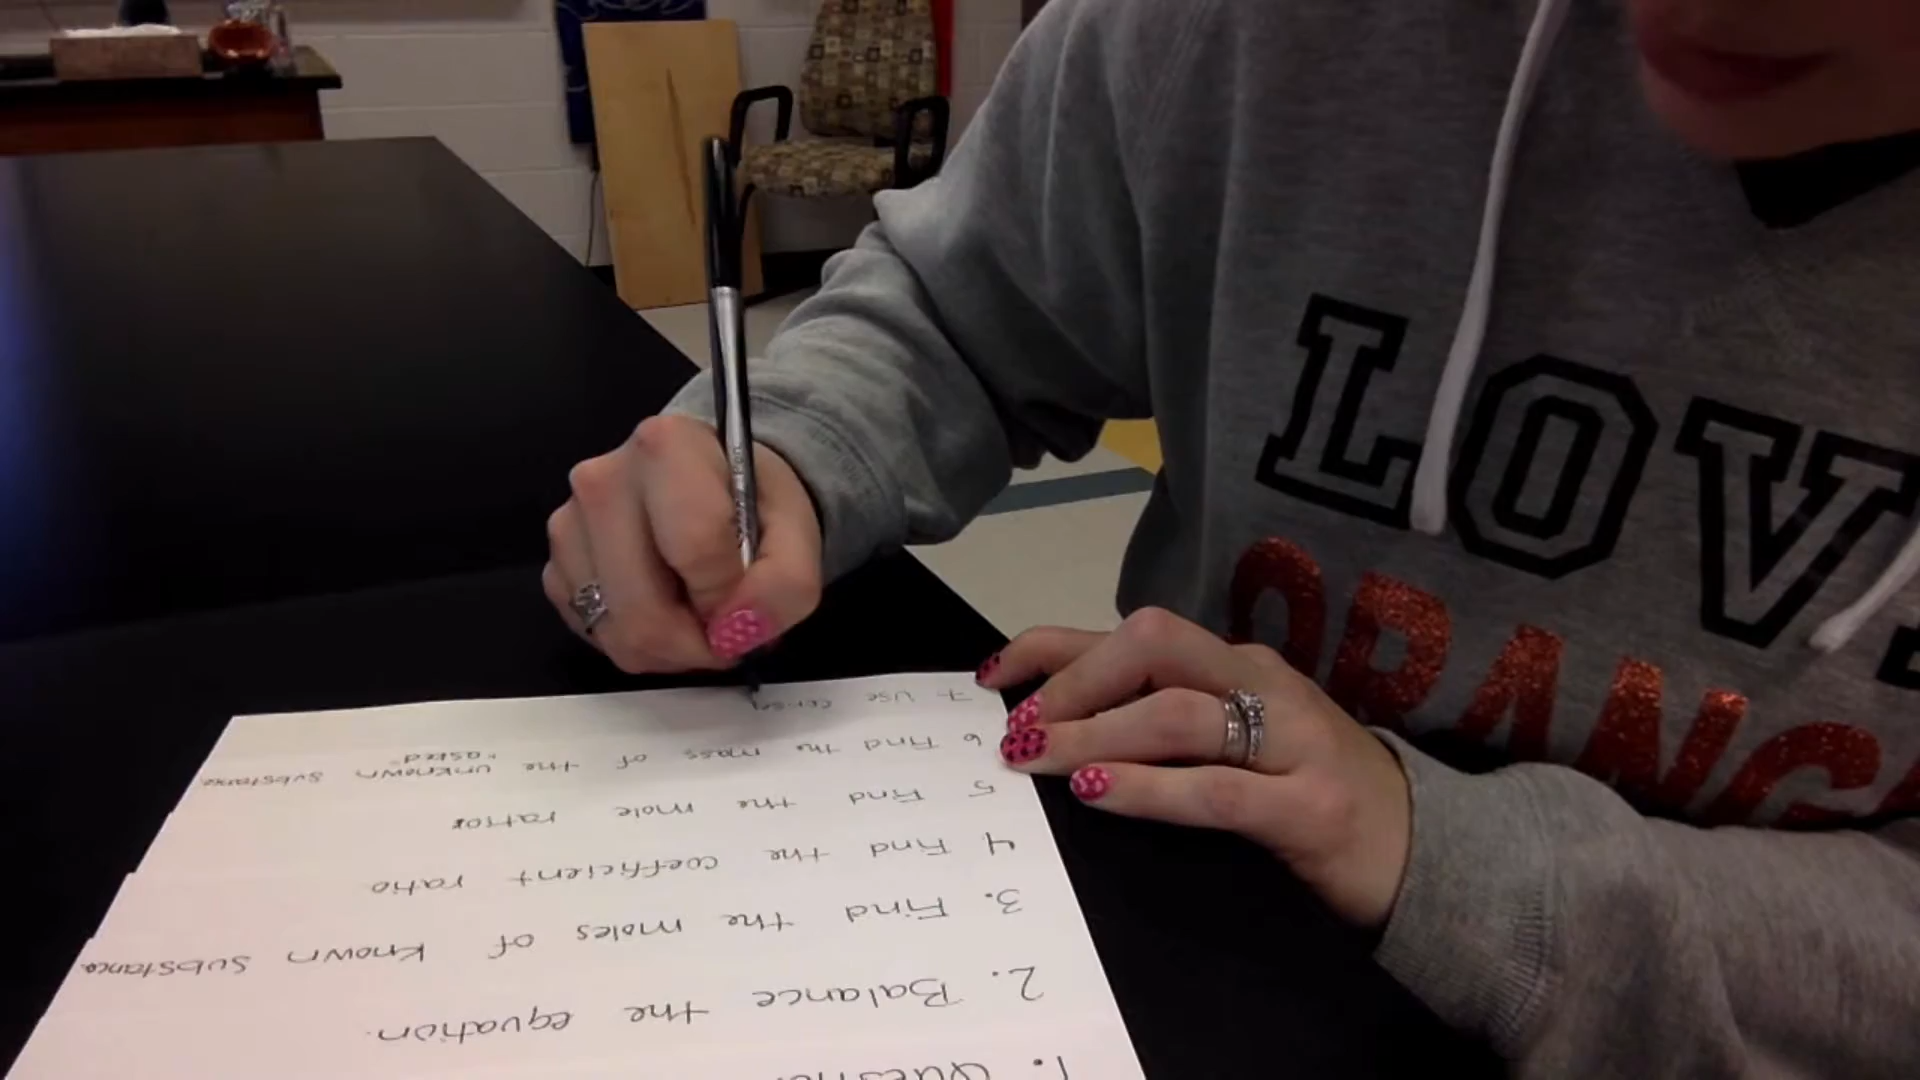 1. Questio
2. Balance the equation.
3. Find the moles of known substance
4 Find the coefficient ratio
5 Find the mole ratio
6 Find the mass of the unknown "asked" substance
7. Use conse
LOV
ORANG